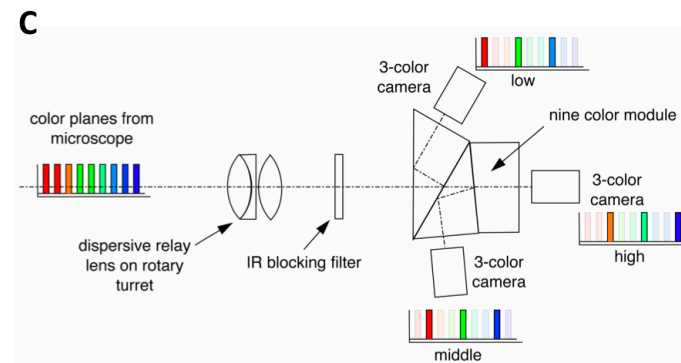 C
3-color
camera
low
color planes from
microscope
nine color module
3-color
camera
dispersive relay
lens on rotary
turret
IR blocking filter
3-color
camera
high
middle